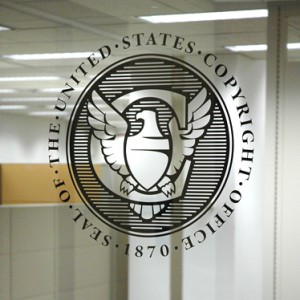 SEAL · OF · THE · UNITED · STATES · COPYRIGHT · OFFICE · 1870 ·